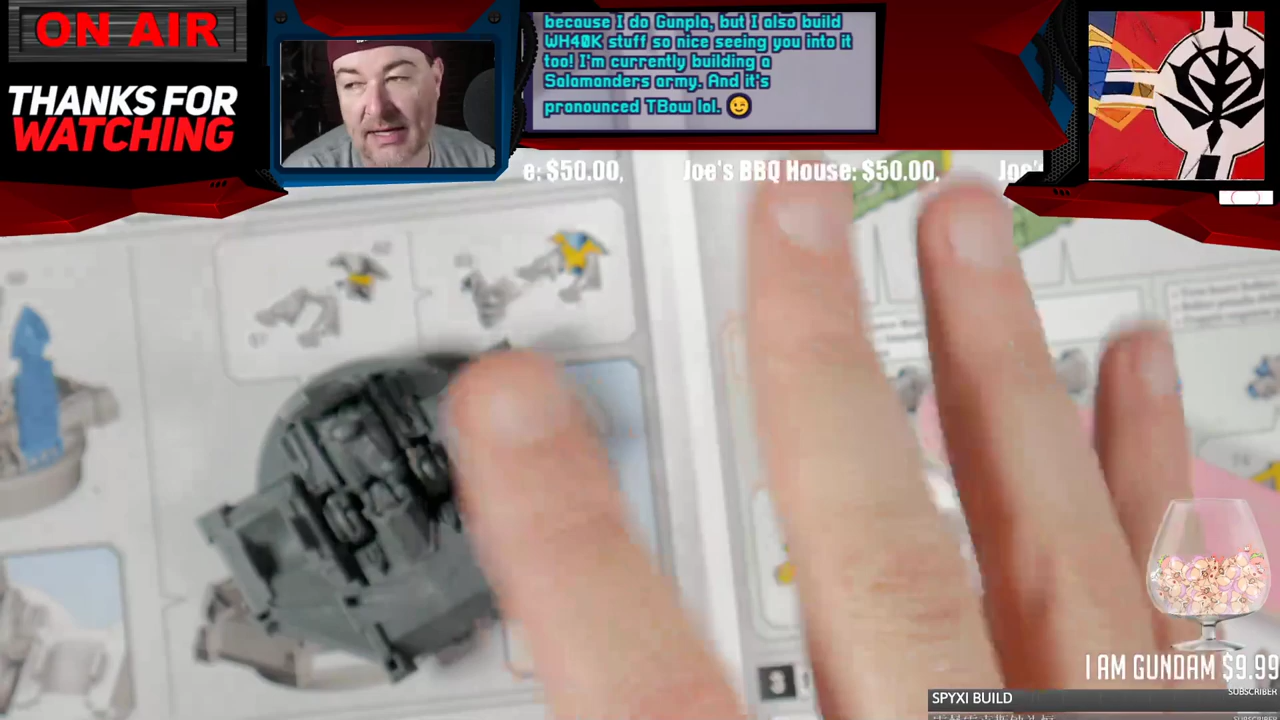 ON AIR
THANKS FOR
WATCHING
because I do Gunpla, but I also build
WH40K stuff so nice seeing you into it
too! I'm currently building a
Salamanders army. And it's
pronounced TBow lol. 😉
e: $50.00, Joe's BBQ House: $50.00, Joe's
I AM GUNDAM $9.99
SUBSCRIBER
SPYXI BUILD
SUBSCRIBER
3